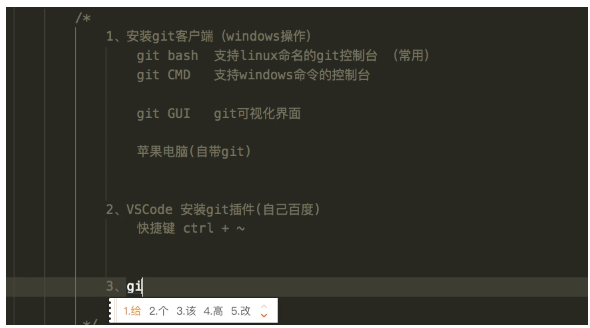 /*
1、安装git客户端（windows操作）
git bash 支持linux命名的git控制台 （常用）
git CMD 支持windows命令的控制台
git GUI git可视化界面
苹果电脑(自带git)
2、VSCode 安装git插件(自己百度)
快捷键 ctrl + ~
3、gi
1.给 2.个 3.该 4.高 5.改
*/